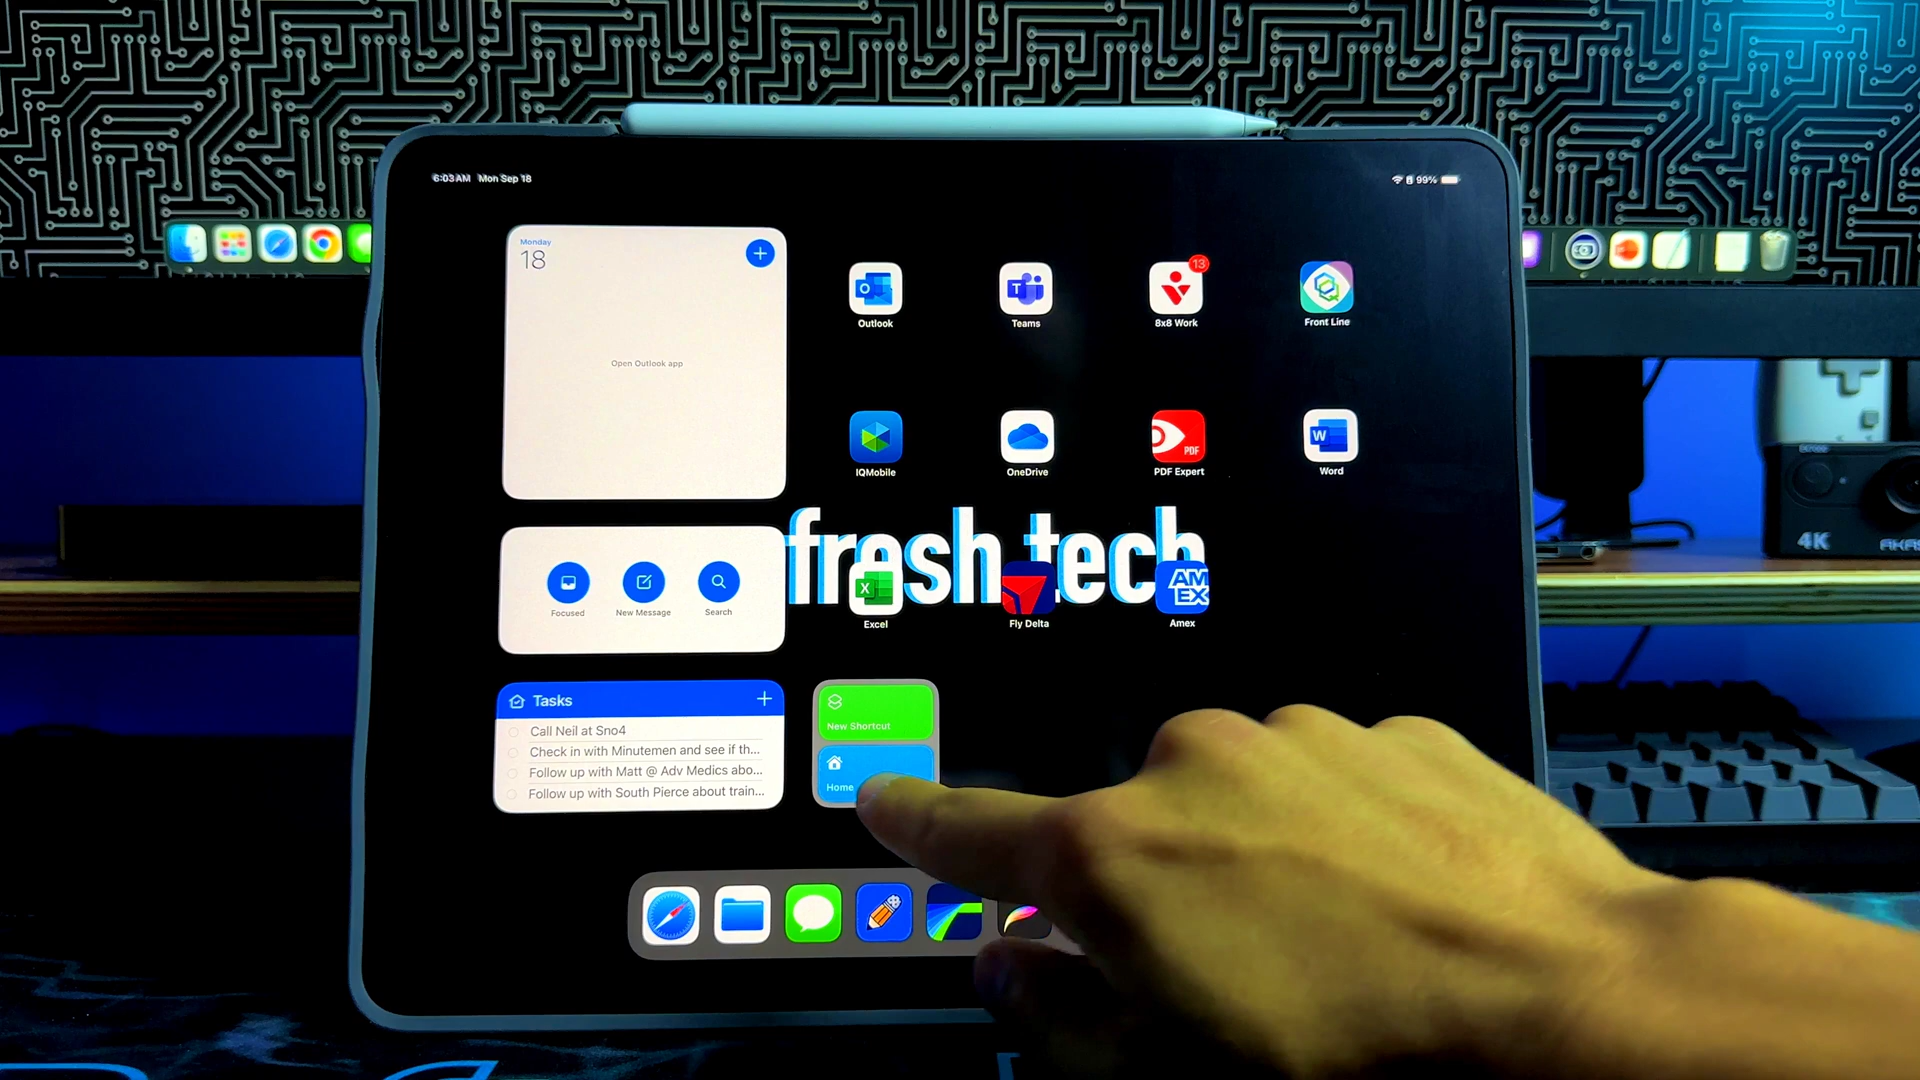 6:03 AM Mon Sep 18
99%
Monday
18
Open Outlook app
Outlook
Teams
13
8x8 Work
Front Line
IQMobile
OneDrive
PDF
PDF Expert
Word
fresh tech
Excel
Fly Delta
AM
EX
Amex
Focused
New Message
Search
Tasks
Call Neil at Sno4
Check in with Minutemen and see if th...
Follow up with Matt @ Adv Medics abo...
Follow up with South Pierce about train...
New Shortcut
Home
4K